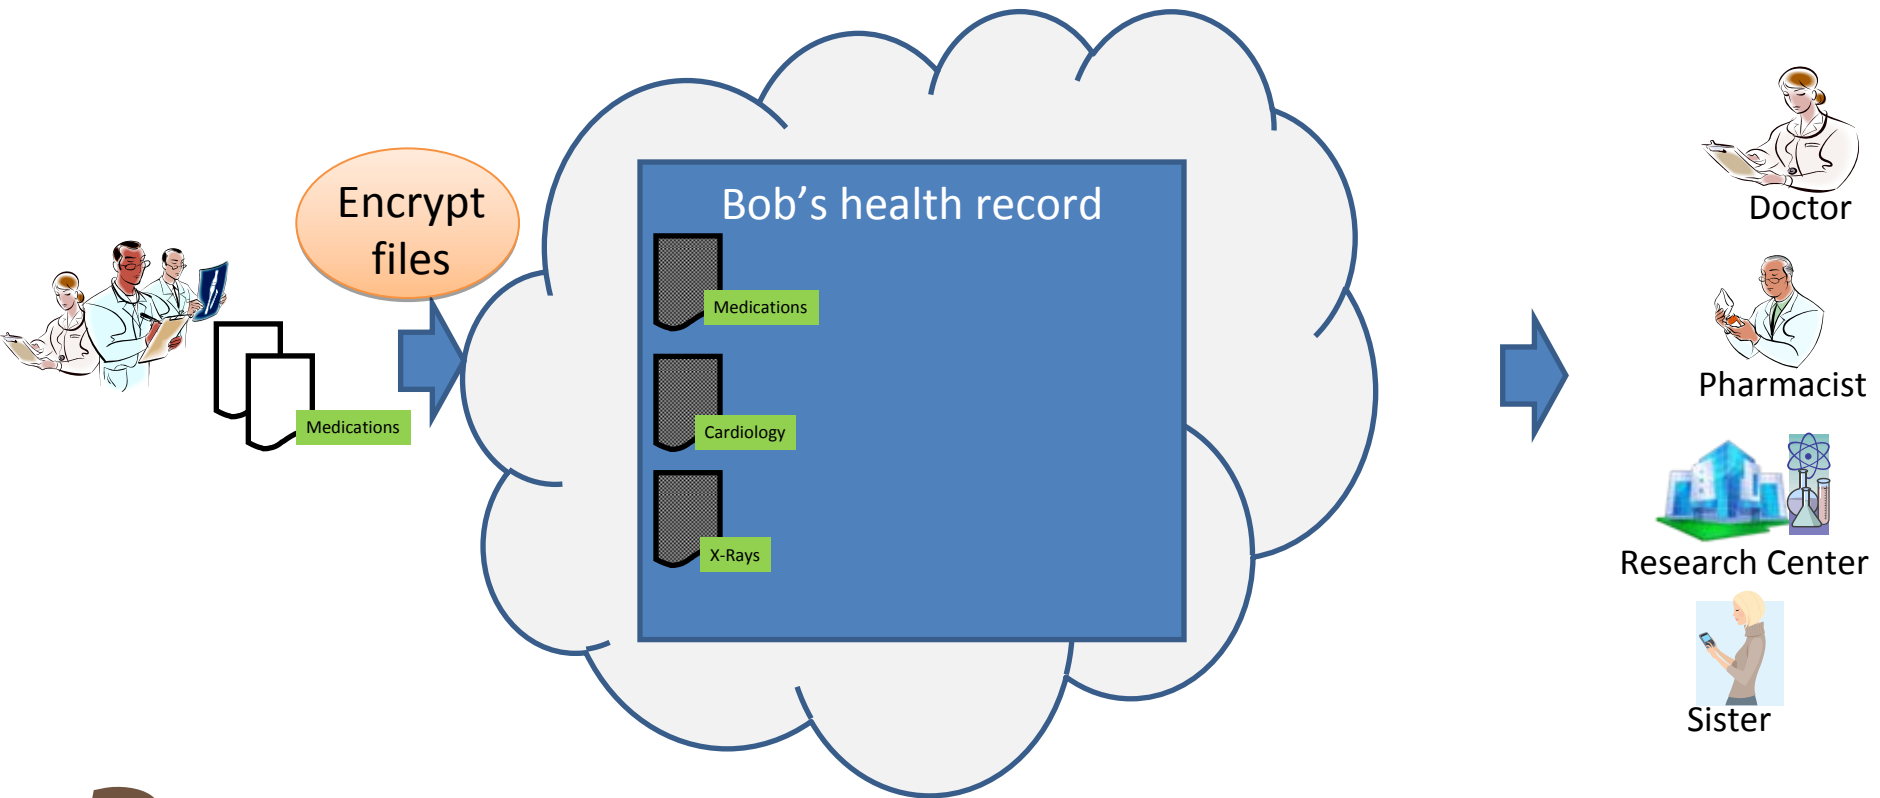 Encrypt
files
Medications
Bob’s health record
Medications
Cardiology
X-Rays
Doctor
Pharmacist
Research Center
Sister